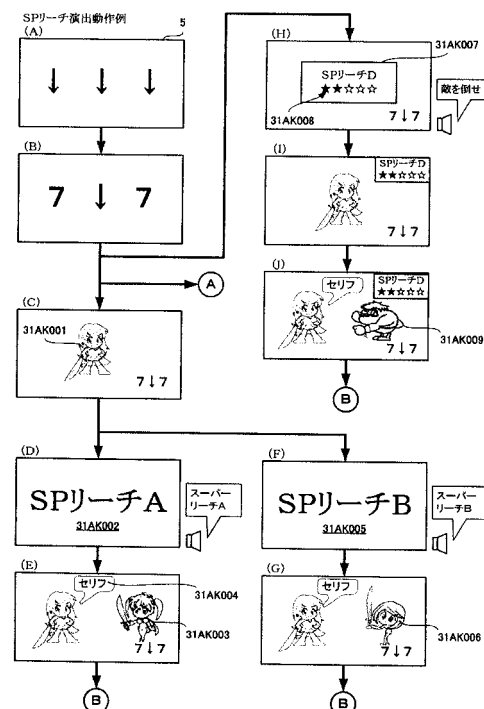 SPリーチ演出動作例
(A)
5
↓ ↓ ↓
(B)
7 ↓ 7
A
(C)
31AK001
7↓7
(D)
SPリーチA
31AK002
スーパー
リーチA
(E)
セリフ
31AK004
31AK003
7↓7
B
(F)
SPリーチB
31AK005
スーパー
リーチB
(G)
セリフ
31AK006
7↓7
B
(H)
31AK007
SPリーチD
★★☆☆☆
31AK008
7↓7
敵を倒せ
(I)
SPリーチD
★★☆☆☆
7↓7
(J)
SPリーチD
★★☆☆☆
セリフ
31AK009
7↓7
B